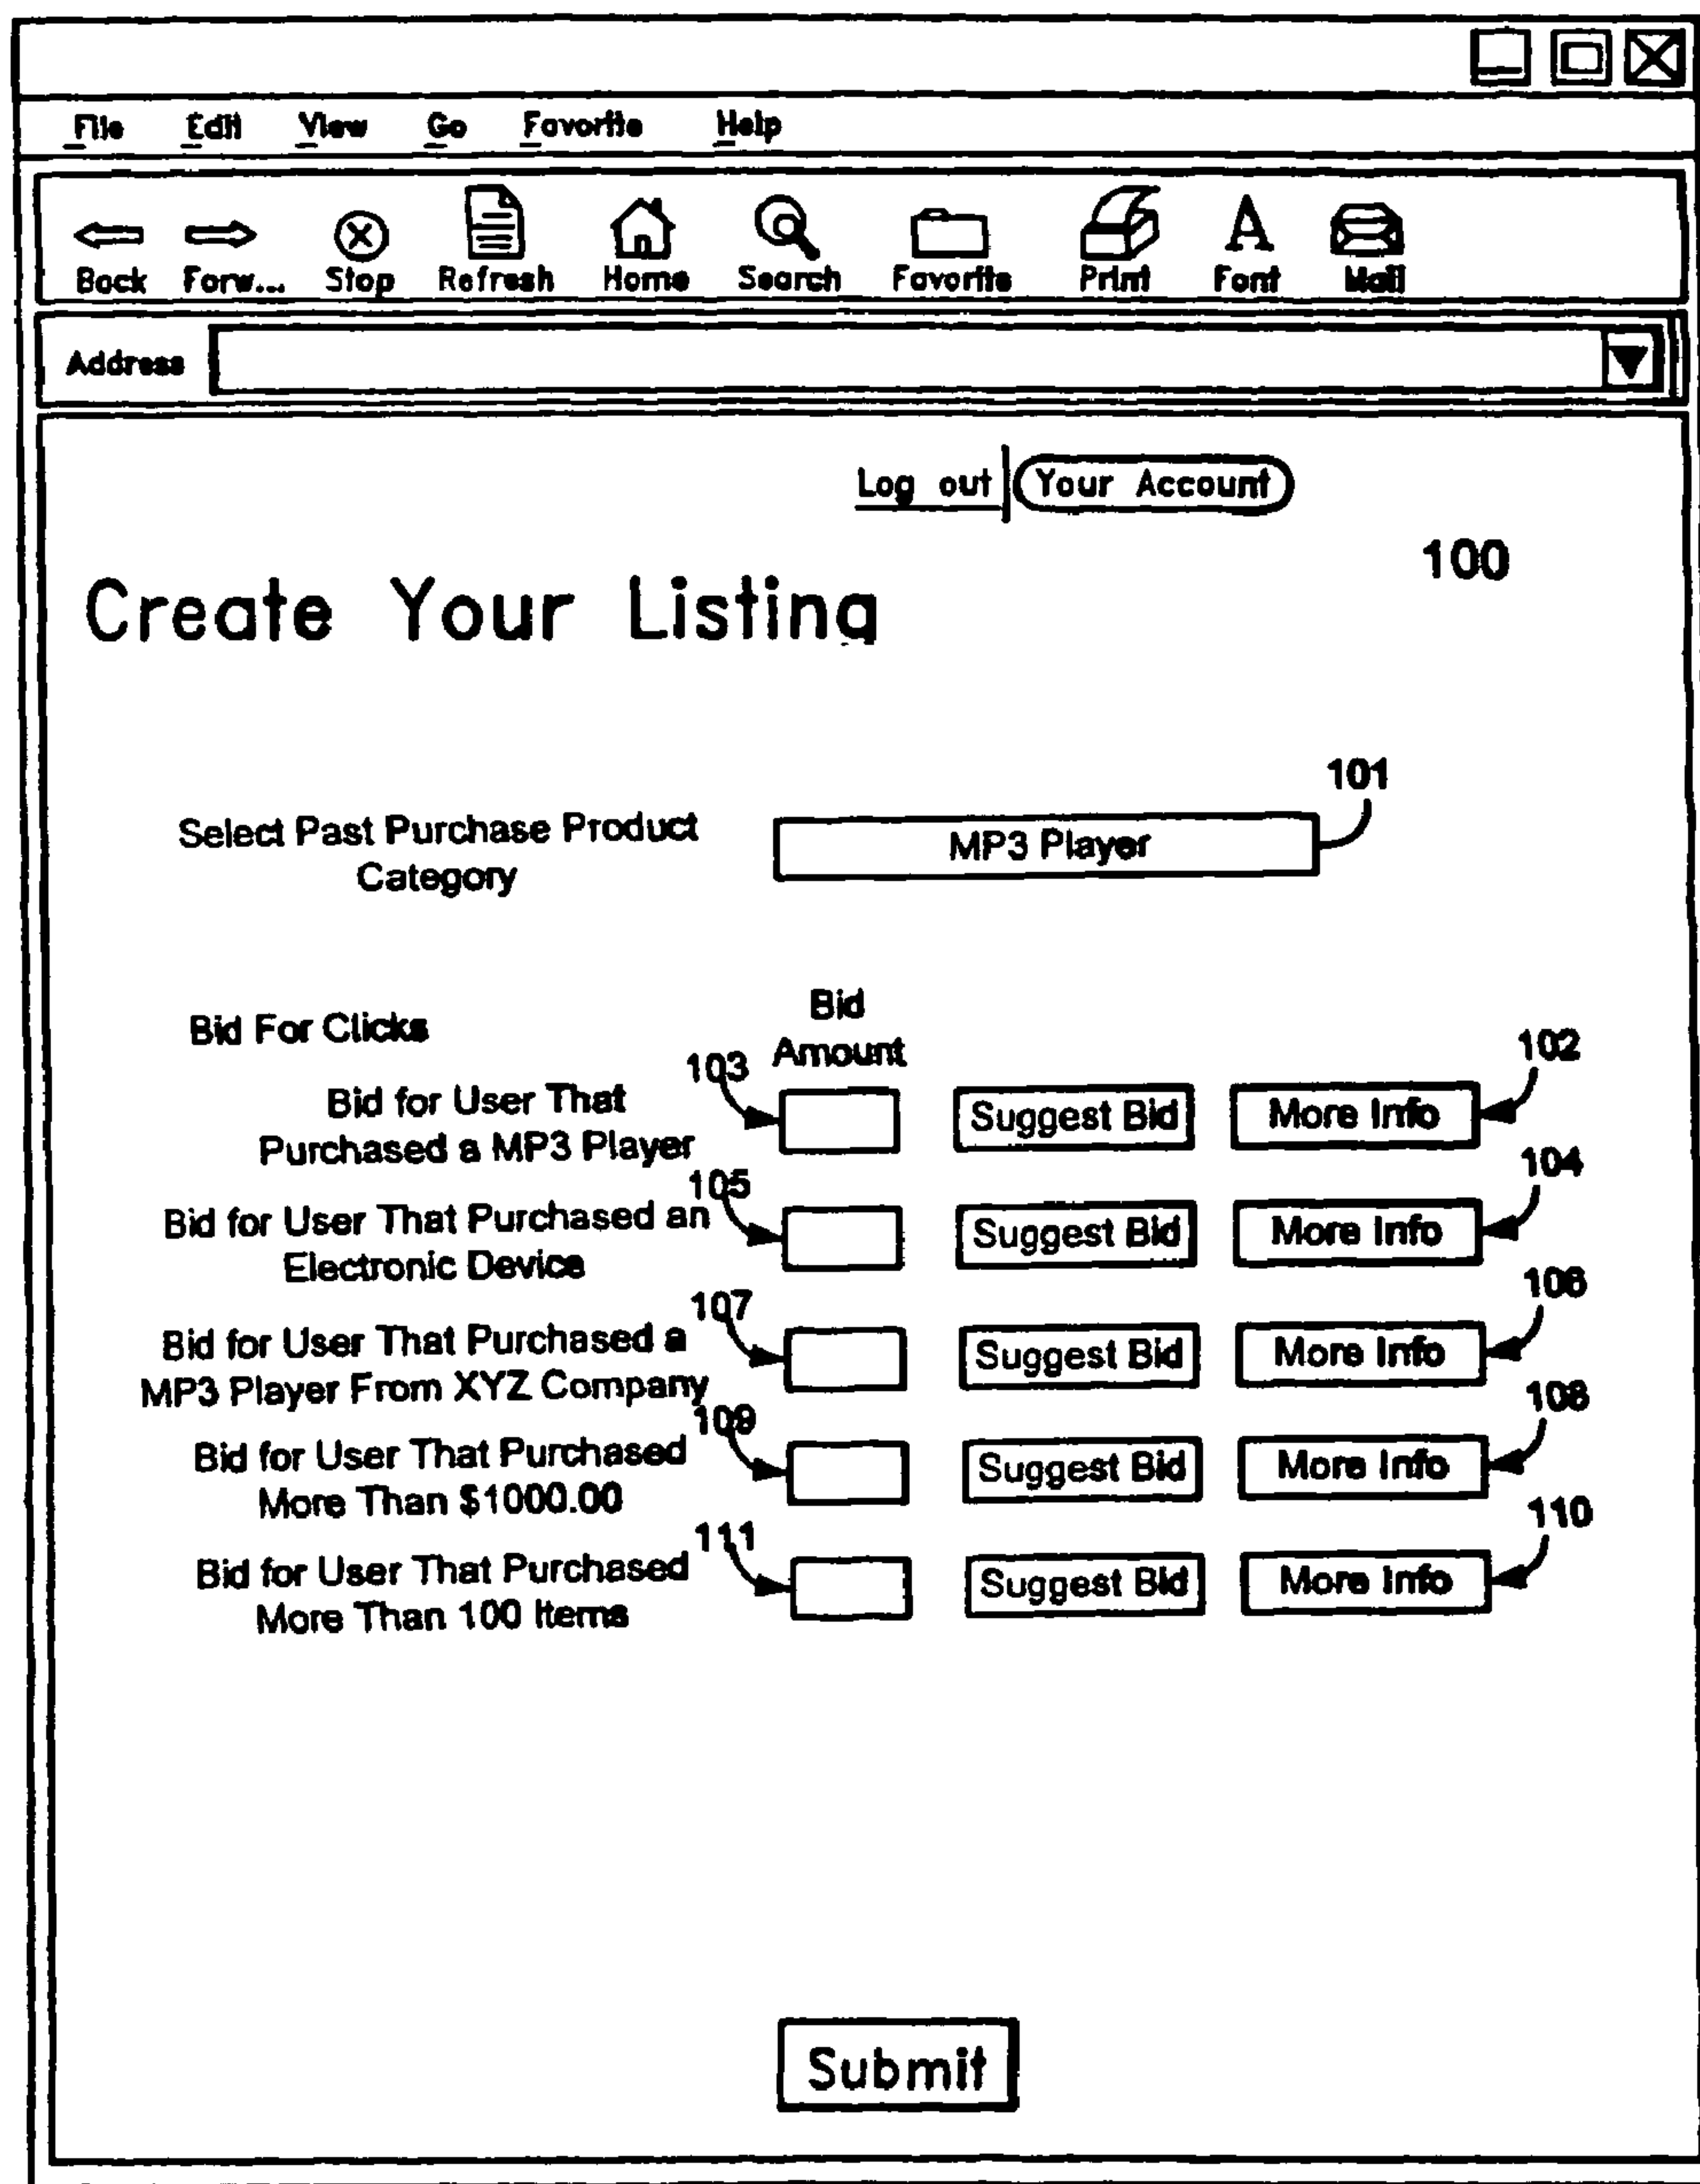 File Edit View Go Favorite Help
Back Forw... Stop Refresh Home Search Favorite Print Font Mail
Address
Log out Your Account
100
Create Your Listing
101
Select Past Purchase Product
Category
MP3 Player
Bid For Clicks
Bid
Amount
103
102
Bid for User That
Purchased a MP3 Player
Suggest Bid
More Info
105
104
Bid for User That Purchased an
Electronic Device
Suggest Bid
More Info
107
106
Bid for User That Purchased a
MP3 Player From XYZ Company
Suggest Bid
More Info
109
108
Bid for User That Purchased
More Than $1000.00
Suggest Bid
More Info
111
110
Bid for User That Purchased
More Than 100 Items
Suggest Bid
More Info
Submit